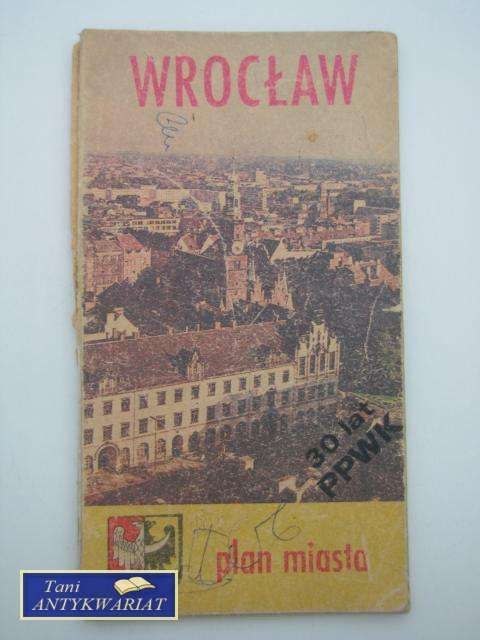 WROCŁAW
30 lat
PPWK
plan miasta
Tani
ANTYKWARIAT